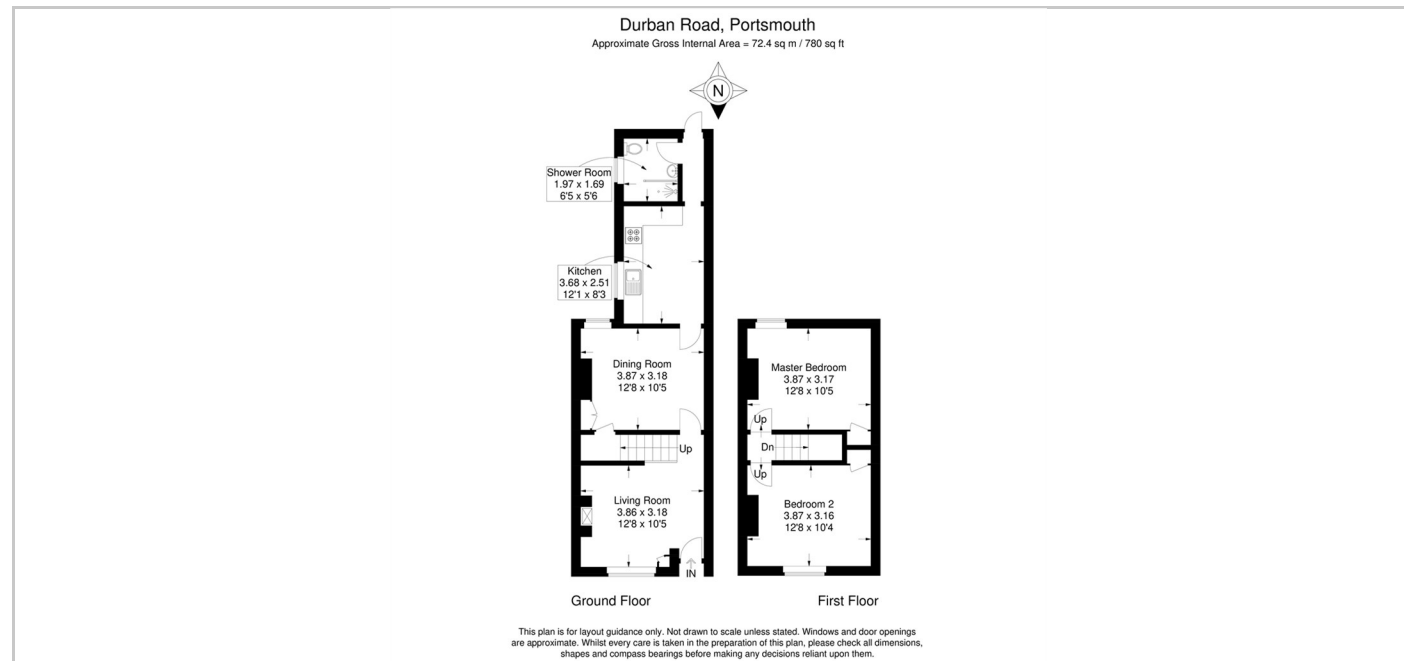 Durban Road, Portsmouth
Approximate Gross Internal Area = 72.4 sq m / 780 sq ft
N
Shower Room
1.97 x 1.69
6'5 x 5'6
Kitchen
3.68 x 2.51
12'1 x 8'3
Dining Room
3.87 x 3.18
12'8 x 10'5
Up
Living Room
3.86 x 3.18
12'8 x 10'5
IN
Ground Floor
Master Bedroom
3.87 x 3.17
12'8 x 10'5
Up
Dn
Up
Bedroom 2
3.87 x 3.16
12'8 x 10'4
First Floor
This plan is for layout guidance only. Not drawn to scale unless stated. Windows and door openings
are approximate. Whilst every care is taken in the preparation of this plan, please check all dimensions,
shapes and compass bearings before making any decisions reliant upon them.